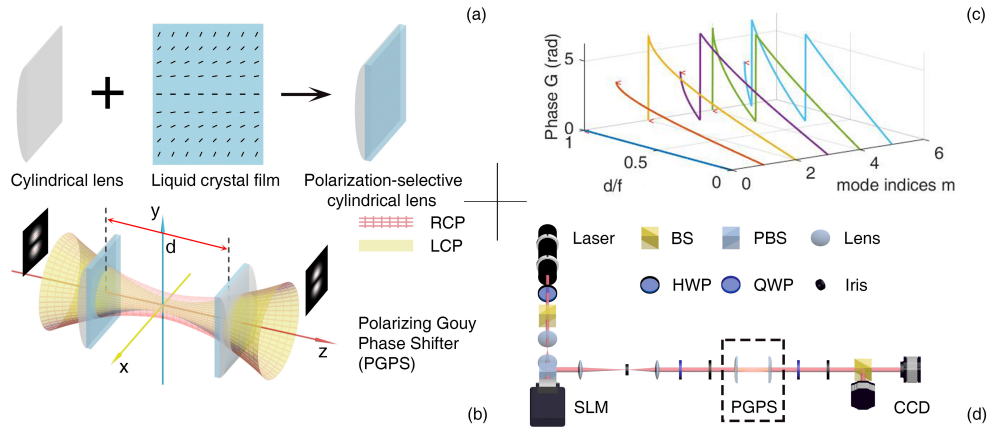 (a)
Cylindrical lens
Liquid crystal film
Polarization-selective
cylindrical lens
RCP
LCP
y
d
x
z
Polarizing Gouy
Phase Shifter
(PGPS)
(b)
(c)
Phase G (rad)
5
0
1
0.5
0
d/f
0
2
4
6
mode indices m
Laser
BS
PBS
Lens
HWP
QWP
Iris
SLM
PGPS
CCD
(d)